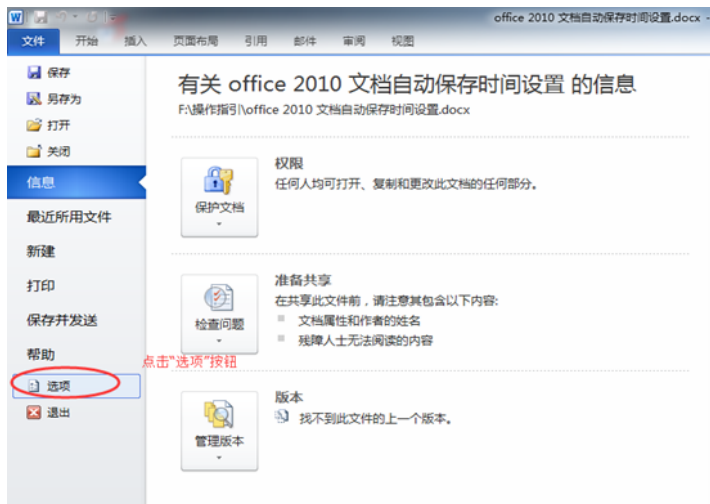 office 2010 文档自动保存时间设置.docx -
文件 开始 插入 页面布局 引用 邮件 审阅 视图
保存
另存为
打开
关闭
信息
最近所用文件
新建
打印
保存并发送
帮助
选项
退出
点击“选项”按钮
有关 office 2010 文档自动保存时间设置 的信息
F:\操作指引\office 2010 文档自动保存时间设置.docx
保护文档
权限
任何人均可打开、复制和更改此文档的任何部分。
检查问题
准备共享
在共享此文件前，请注意其包含以下内容:
文档属性和作者的姓名
残障人士无法阅读的内容
管理版本
版本
找不到此文件的上一个版本。